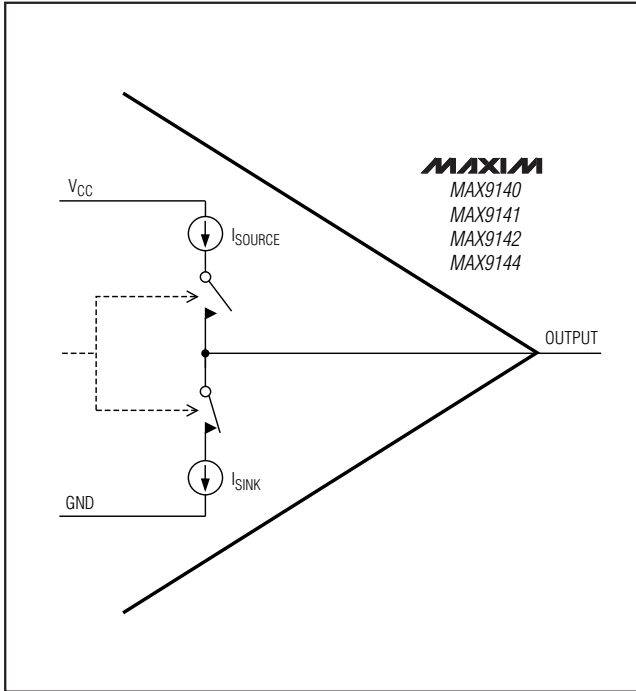 MAXIM
MAX9140
MAX9141
MAX9142
MAX9144
VCC
ISOURCE
OUTPUT
ISINK
GND